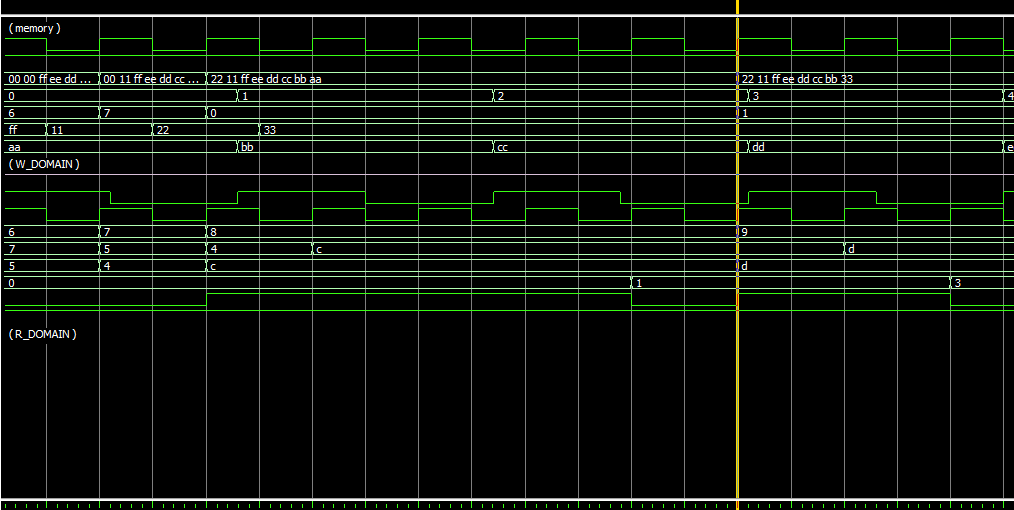 ( memory )
00 00 ff ee dd ... 00 11 ff ee dd cc ... 22 11 ff ee dd cc bb aa 22 11 ff ee dd cc bb 33
0 1 2 3 4
6 7 0 1
ff 11 22 33
aa bb cc dd e
( W_DOMAIN )
6 7 8 9
7 5 4 c d
5 4 c d
0 1 3
( R_DOMAIN )